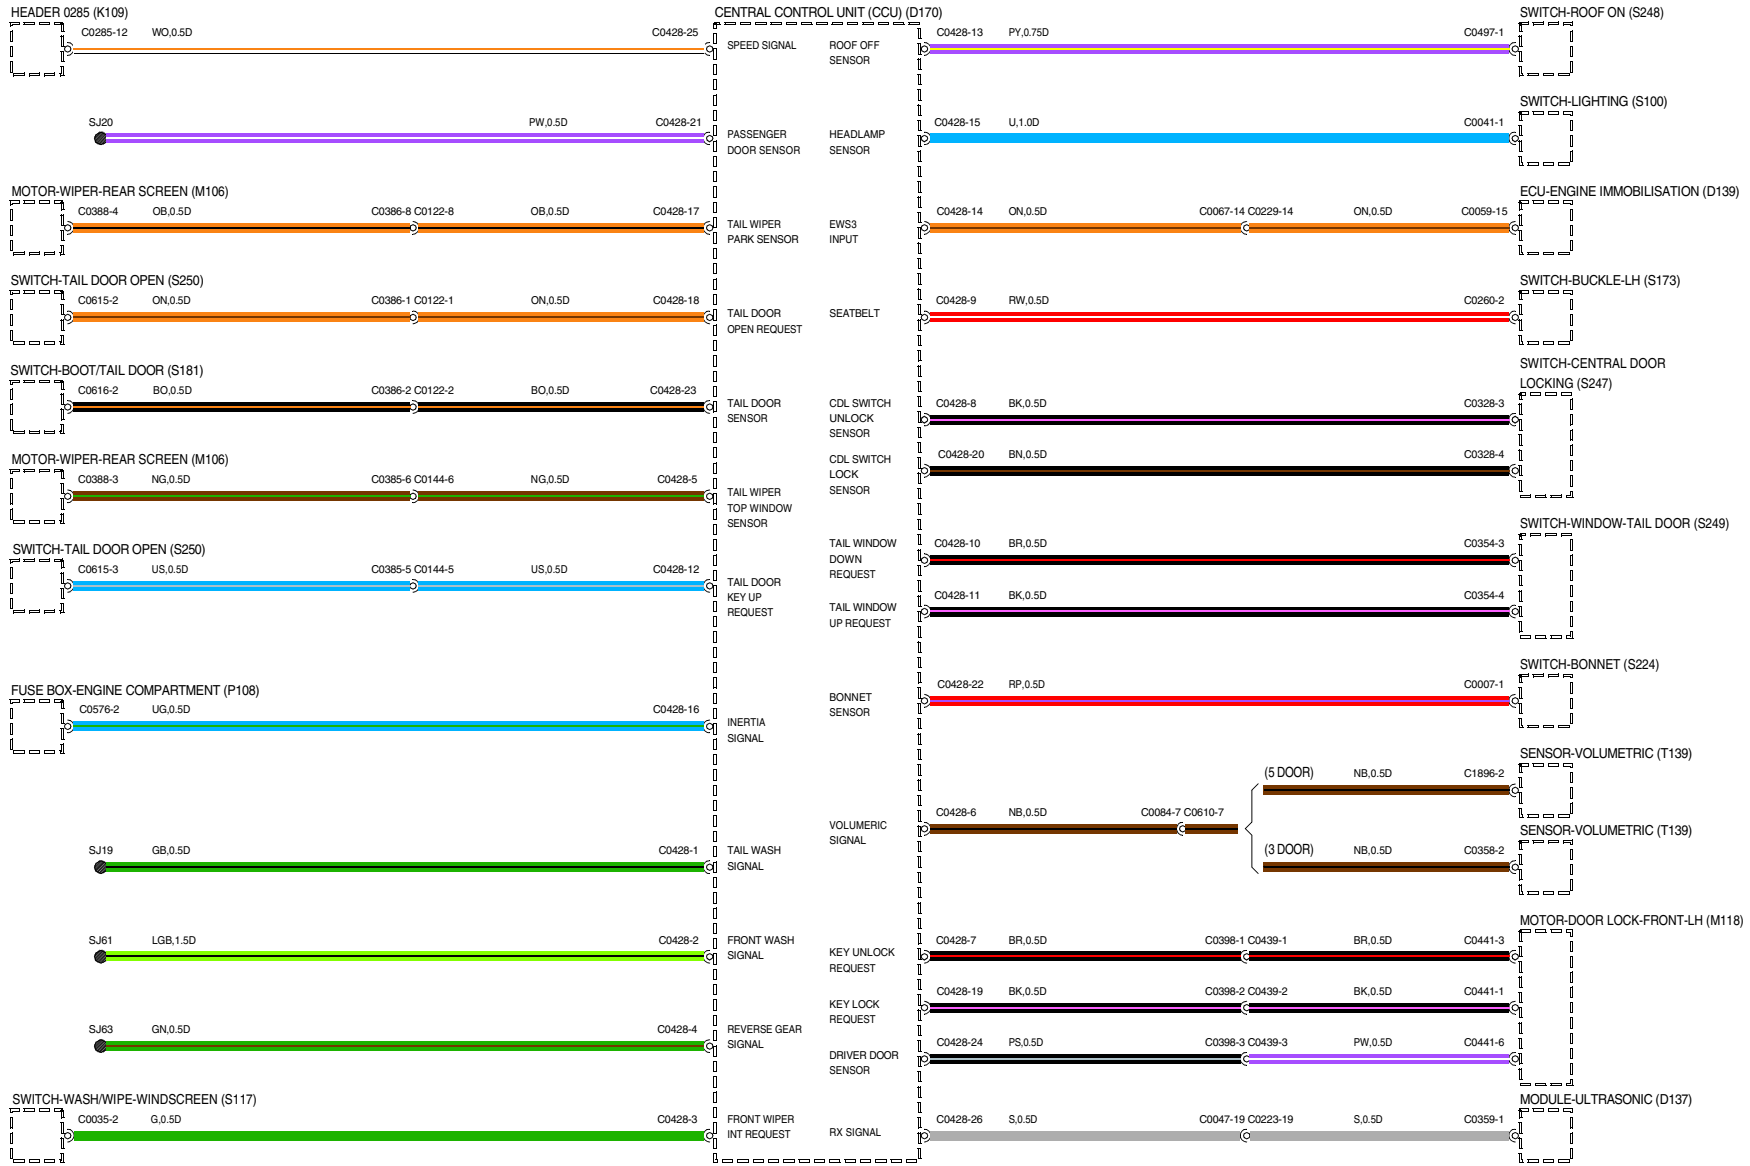 HEADER 0285 (K109)
C0285-12 WO,0.5D C0428-25
SJ20 PW,0.5D C0428-21
MOTOR-WIPER-REAR SCREEN (M106)
C0388-4 OB,0.5D C0386-8 C0122-8 OB,0.5D C0428-17
SWITCH-TAIL DOOR OPEN (S250)
C0615-2 ON,0.5D C0386-1 C0122-1 ON,0.5D C0428-18
SWITCH-BOOT/TAIL DOOR (S181)
C0616-2 BO,0.5D C0386-2 C0122-2 BO,0.5D C0428-23
MOTOR-WIPER-REAR SCREEN (M106)
C0388-3 NG,0.5D C0385-6 C0144-6 NG,0.5D C0428-5
SWITCH-TAIL DOOR OPEN (S250)
C0615-3 US,0.5D C0385-5 C0144-5 US,0.5D C0428-12
FUSE BOX-ENGINE COMPARTMENT (P108)
C0576-2 UG,0.5D C0428-16
SJ19 GB,0.5D C0428-1
SJ61 LGB,1.5D C0428-2
SJ63 GN,0.5D C0428-4
SWITCH-WASH/WIPE-WINDSCREEN (S117)
C0035-2 G,0.5D C0428-3
CENTRAL CONTROL UNIT (CCU) (D170)
SPEED SIGNAL
PASSENGER
DOOR SENSOR
TAIL WIPER
PARK SENSOR
TAIL DOOR
OPEN REQUEST
TAIL DOOR
SENSOR
TAIL WIPER
TOP WINDOW
SENSOR
TAIL DOOR
KEY UP
REQUEST
INERTIA
SIGNAL
TAIL WASH
SIGNAL
FRONT WASH
SIGNAL
REVERSE GEAR
SIGNAL
FRONT WIPER
INT REQUEST
ROOF OFF
SENSOR
HEADLAMP
SENSOR
EWS3
INPUT
SEATBELT
CDL SWITCH
UNLOCK
SENSOR
CDL SWITCH
LOCK
SENSOR
TAIL WINDOW
DOWN
REQUEST
TAIL WINDOW
UP REQUEST
BONNET
SENSOR
VOLUMERIC
SIGNAL
KEY UNLOCK
REQUEST
KEY LOCK
REQUEST
DRIVER DOOR
SENSOR
RX SIGNAL
SWITCH-ROOF ON (S248)
C0428-13 PY,0.75D C0497-1
SWITCH-LIGHTING (S100)
C0428-15 U,1.0D C0041-1
ECU-ENGINE IMMOBILISATION (D139)
C0428-14 ON,0.5D C0067-14 C0229-14 ON,0.5D C0059-15
SWITCH-BUCKLE-LH (S173)
C0428-9 RW,0.5D C0260-2
SWITCH-CENTRAL DOOR
LOCKING (S247)
C0428-8 BK,0.5D C0328-3
C0428-20 BN,0.5D C0328-4
SWITCH-WINDOW-TAIL DOOR (S249)
C0428-10 BR,0.5D C0354-3
C0428-11 BK,0.5D C0354-4
SWITCH-BONNET (S224)
C0428-22 RP,0.5D C0007-1
SENSOR-VOLUMETRIC (T139)
(5 DOOR) NB,0.5D C1896-2
C0428-6 NB,0.5D C0084-7 C0610-7
SENSOR-VOLUMETRIC (T139)
(3 DOOR) NB,0.5D C0358-2
MOTOR-DOOR LOCK-FRONT-LH (M118)
C0428-7 BR,0.5D C0398-1 C0439-1 BR,0.5D C0441-3
C0428-19 BK,0.5D C0398-2 C0439-2 BK,0.5D C0441-1
C0428-24 PS,0.5D C0398-3 C0439-3 PW,0.5D C0441-6
MODULE-ULTRASONIC (D137)
C0428-26 S,0.5D C0047-19 C0223-19 S,0.5D C0359-1